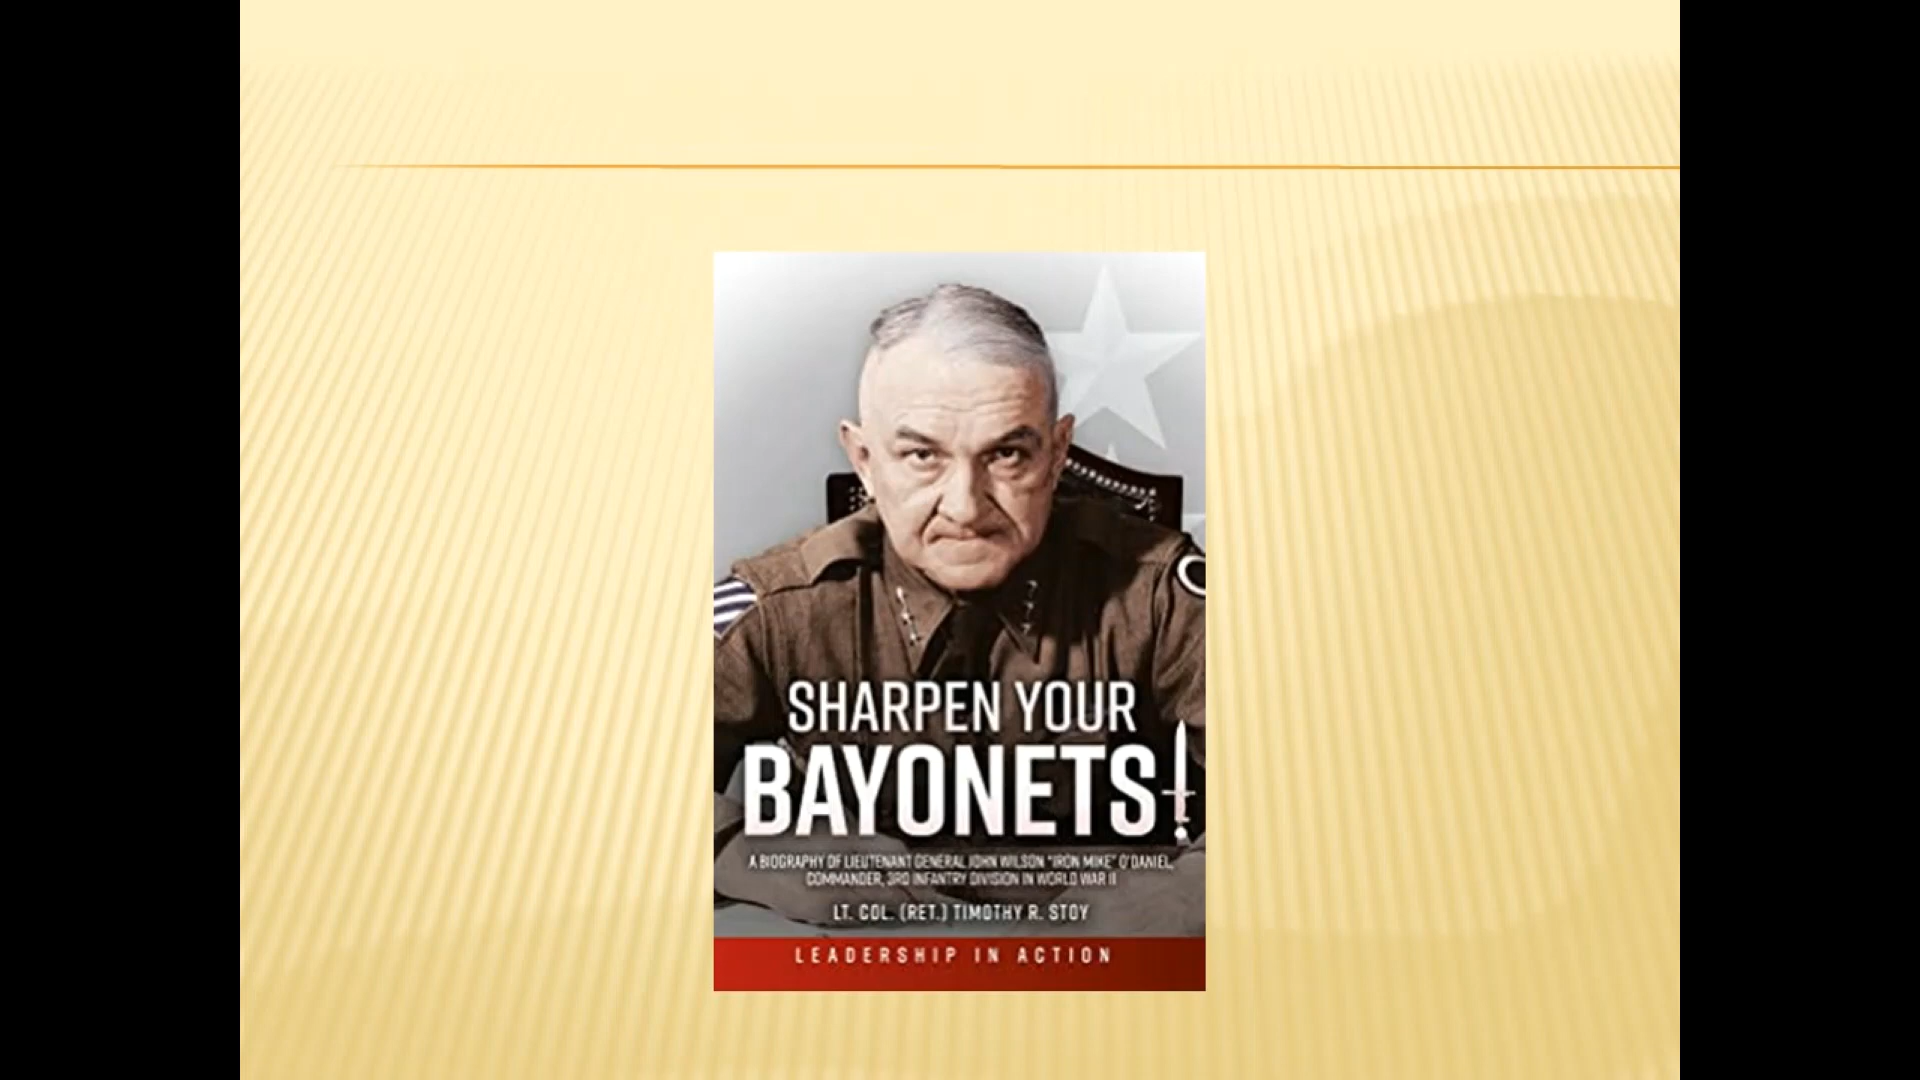 SHARPEN YOUR
BAYONETS!
A BIOGRAPHY OF LIEUTENANT GENERAL JOHN WILSON "IRON MIKE" O'DANIEL,
COMMANDER, 3RD INFANTRY DIVISION IN WORLD WAR II
LT. COL. (RET.) TIMOTHY R. STOY
LEADERSHIP IN ACTION